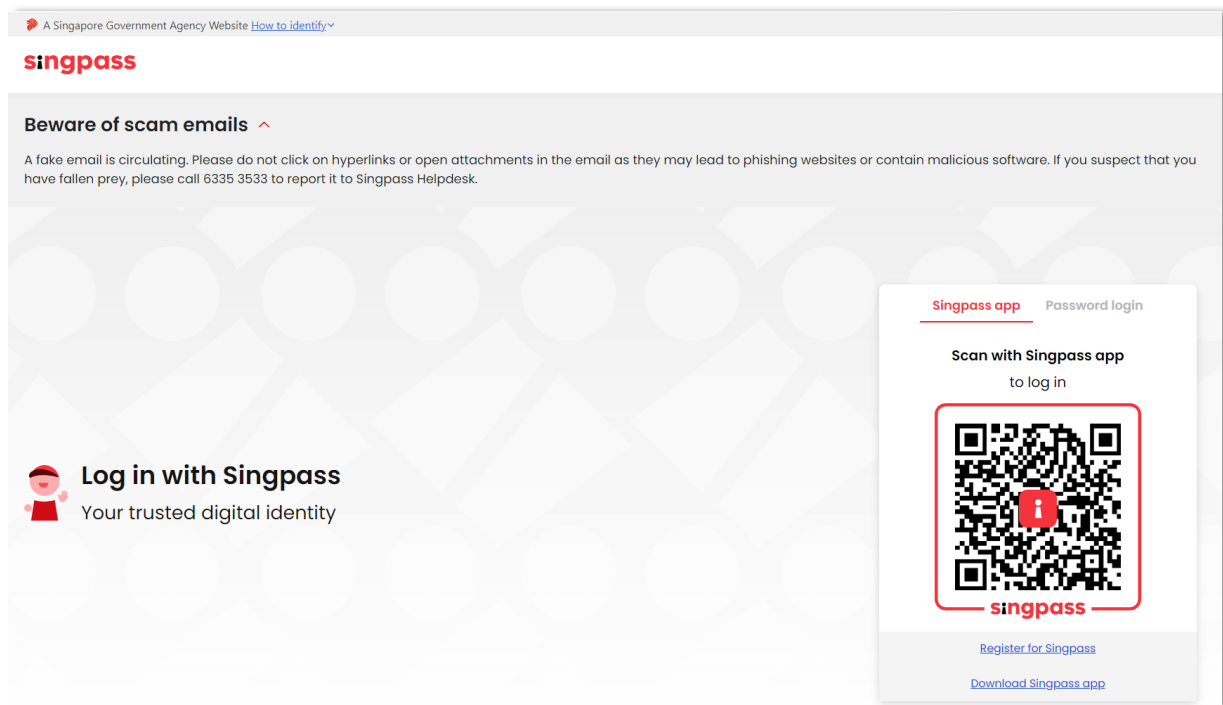 A Singapore Government Agency Website How to identify
singpass
Beware of scam emails
A fake email is circulating. Please do not click on hyperlinks or open attachments in the email as they may lead to phishing websites or contain malicious software. If you suspect that you
have fallen prey, please call 6335 3533 to report it to Singpass Helpdesk.
Singpass app Password login
Scan with Singpass app
to log in
Log in with Singpass
Your trusted digital identity
singpass
Register for Singpass
Download Singpass app